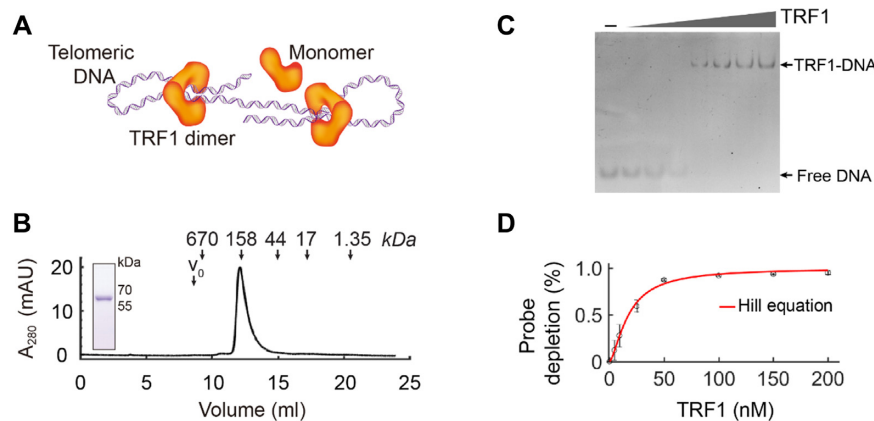 A
Telomeric
DNA
Monomer
TRF1 dimer
B
670 158 44 17 1.35 kDa
V₀
kDa
70
55
20
10
0
A₂₈₀ (mAU)
0 5 10 15 20 25
Volume (ml)
C
– TRF1
TRF1-DNA
Free DNA
D
1.0
0.5
0
Probe
depletion (%)
Hill equation
0 50 100 150 200
TRF1 (nM)